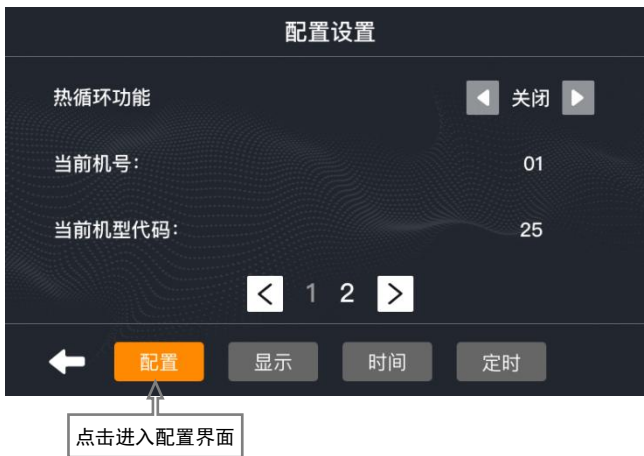 配置设置
热循环功能 关闭
当前机号: 01
当前机型代码: 25
< 1 2 >
配置 显示 时间 定时
点击进入配置界面